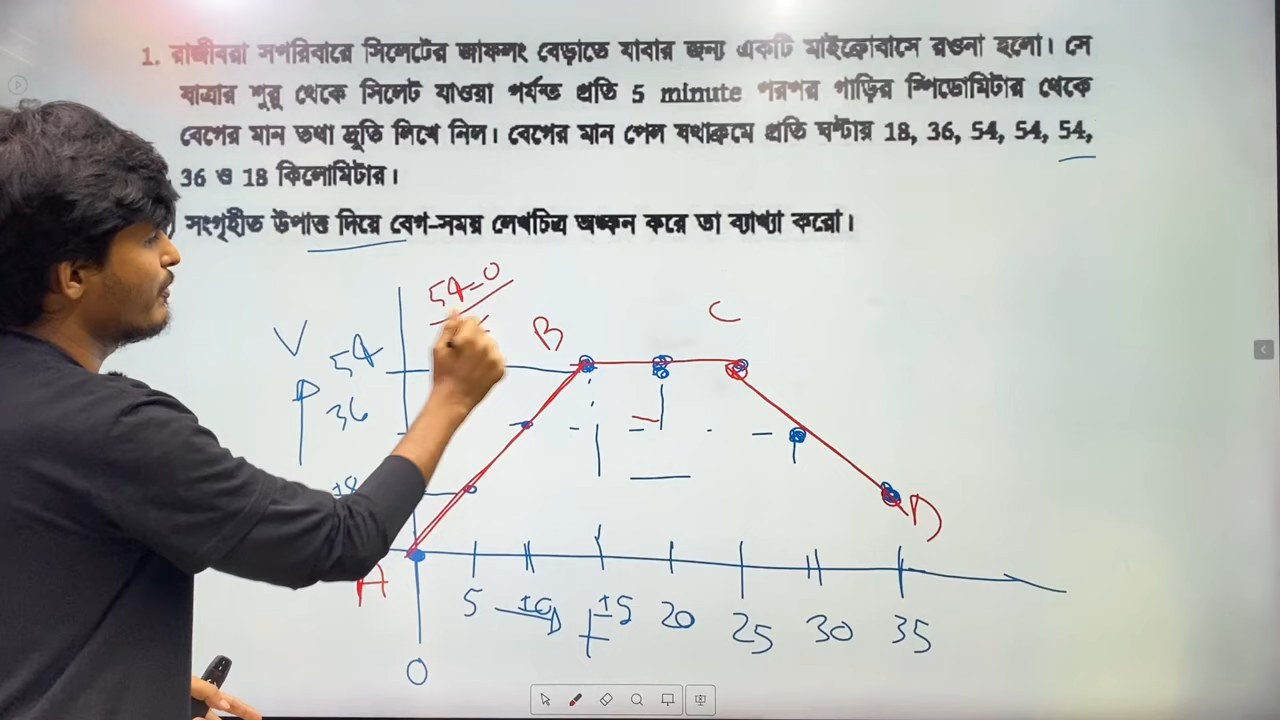 1. রাজীবরা সপরিবারে সিলেটের জাফলং বেড়াতে যাবার জন্য একটি মাইক্রোবাসে রওনা হলো। সে
যাত্রার শুরু থেকে সিলেট যাওয়া পর্যন্ত প্রতি 5 minute পরপর গাড়ির স্পিডোমিটার থেকে
বেগের মান তথা দ্রুতি লিখে নিল। বেগের মান পেল যথাক্রমে প্রতি ঘণ্টায় 18, 36, 54, 54, 54,
36 ও 18 কিলোমিটার।
) সংগৃহীত উপাত্ত দিয়ে বেগ-সময় লেখচিত্র অঙ্কন করে তা ব্যাখ্যা করো।
54-0
B
C
V
54
36
18
D
A
5 10 15 20 25 30 35
0